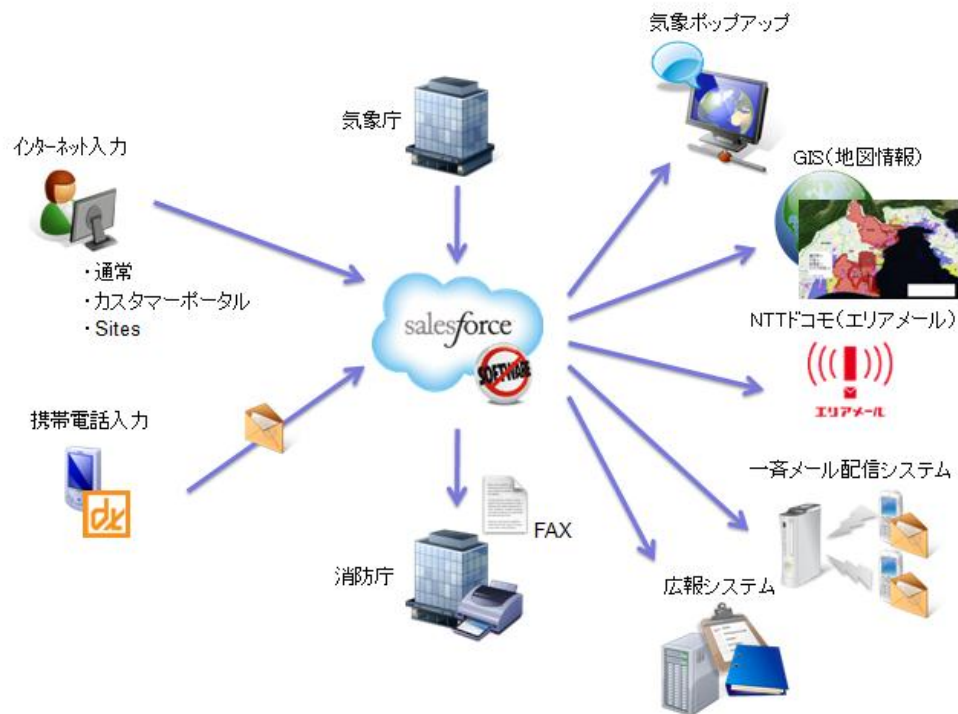 気象ポップアップ
気象庁
インターネット入力
GIS(地図情報)
・通常
・カスタマーポータル
・Sites
salesforce
SOFTWARE
NTTドコモ(エリアメール)
エリアメール
携帯電話入力
dx
一斉メール配信システム
FAX
消防庁
広報システム